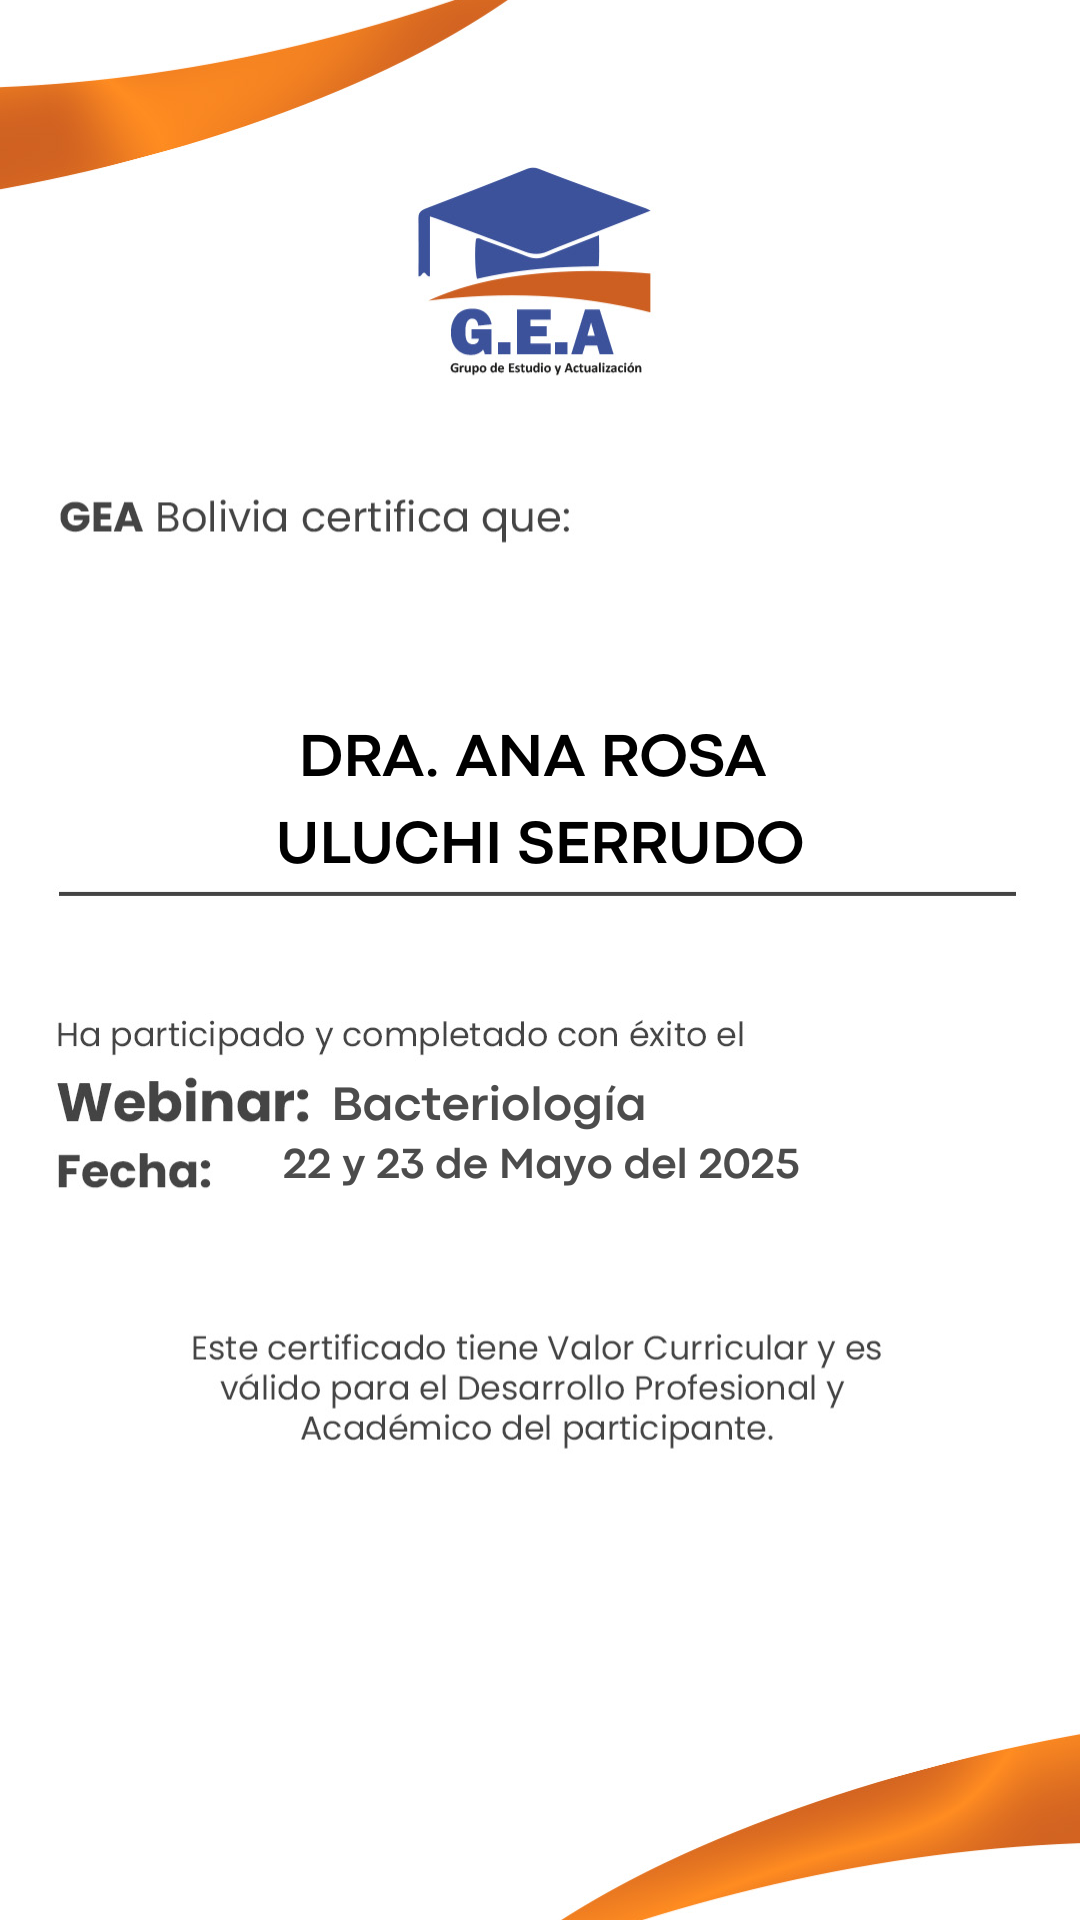 G.E.A
Grupo de Estudio y Actualización
GEA Bolivia certifica que:
DRA. ANA ROSA
ULUCHI SERRUDO
Ha participado y completado con éxito el
Webinar: Bacteriología
Fecha: 22 y 23 de Mayo del 2025
Este certificado tiene Valor Curricular y es
válido para el Desarrollo Profesional y
Académico del participante.